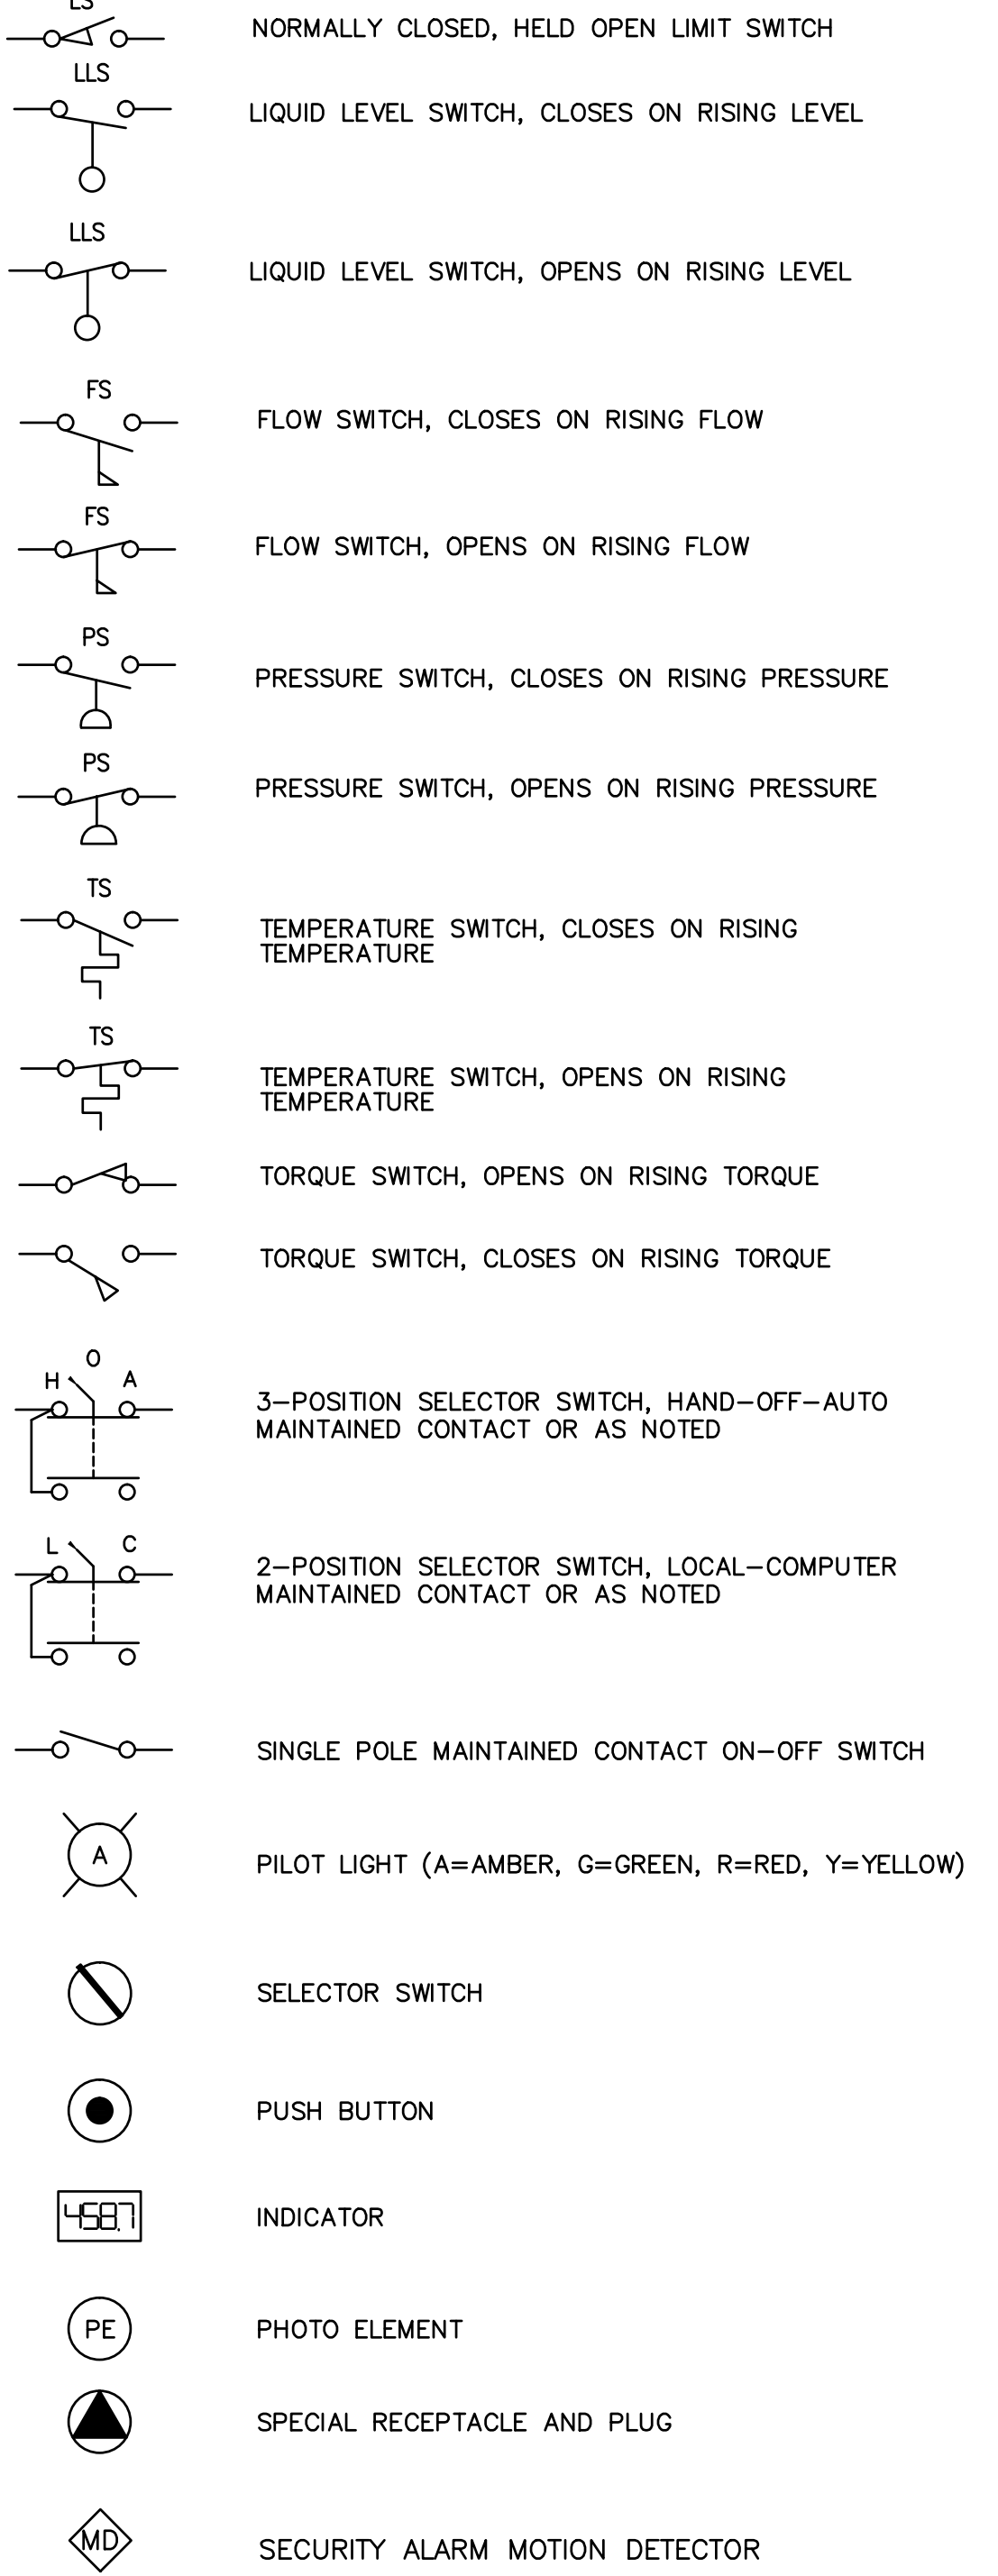 LS
NORMALLY CLOSED, HELD OPEN LIMIT SWITCH
LLS
LIQUID LEVEL SWITCH, CLOSES ON RISING LEVEL
LLS
LIQUID LEVEL SWITCH, OPENS ON RISING LEVEL
FS
FLOW SWITCH, CLOSES ON RISING FLOW
FS
FLOW SWITCH, OPENS ON RISING FLOW
PS
PRESSURE SWITCH, CLOSES ON RISING PRESSURE
PS
PRESSURE SWITCH, OPENS ON RISING PRESSURE
TS
TEMPERATURE SWITCH, CLOSES ON RISING
TEMPERATURE
TS
TEMPERATURE SWITCH, OPENS ON RISING
TEMPERATURE
TORQUE SWITCH, OPENS ON RISING TORQUE
TORQUE SWITCH, CLOSES ON RISING TORQUE
H O A
3-POSITION SELECTOR SWITCH, HAND-OFF-AUTO
MAINTAINED CONTACT OR AS NOTED
L C
2-POSITION SELECTOR SWITCH, LOCAL-COMPUTER
MAINTAINED CONTACT OR AS NOTED
SINGLE POLE MAINTAINED CONTACT ON-OFF SWITCH
A
PILOT LIGHT (A=AMBER, G=GREEN, R=RED, Y=YELLOW)
SELECTOR SWITCH
PUSH BUTTON
458.7
INDICATOR
PE
PHOTO ELEMENT
SPECIAL RECEPTACLE AND PLUG
MD
SECURITY ALARM MOTION DETECTOR